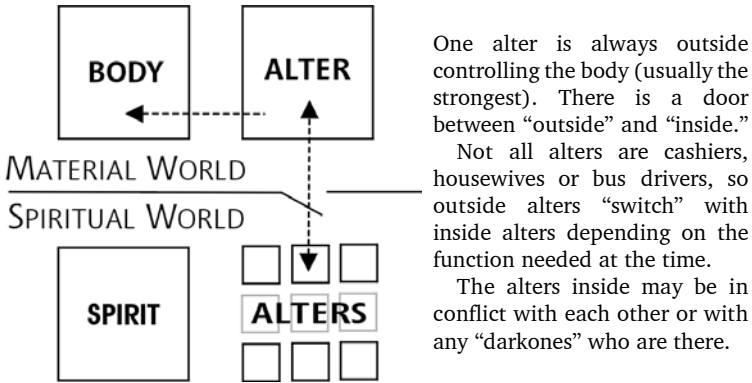 BODY
ALTER
MATERIAL WORLD
SPIRITUAL WORLD
SPIRIT
ALTERS
One alter is always outside
controlling the body (usually the
strongest). There is a door
between “outside” and “inside.”
Not all alters are cashiers,
housewives or bus drivers, so
outside alters “switch” with
inside alters depending on the
function needed at the time.
The alters inside may be in
conflict with each other or with
any “darkones” who are there.